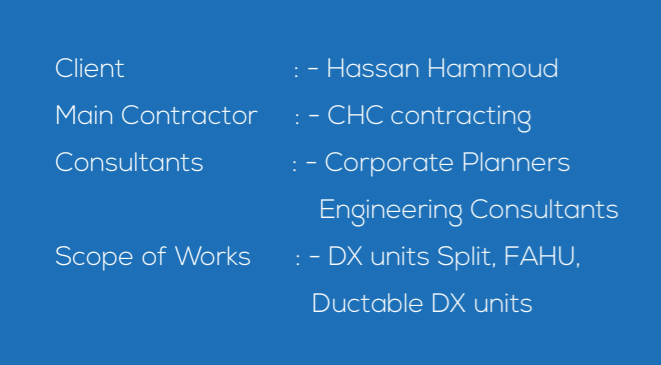 Client : - Hassan Hammoud
Main Contractor : - CHC contracting
Consultants : - Corporate Planners
Engineering Consultants
Scope of Works : - DX units Split, FAHU,
Ductable DX units